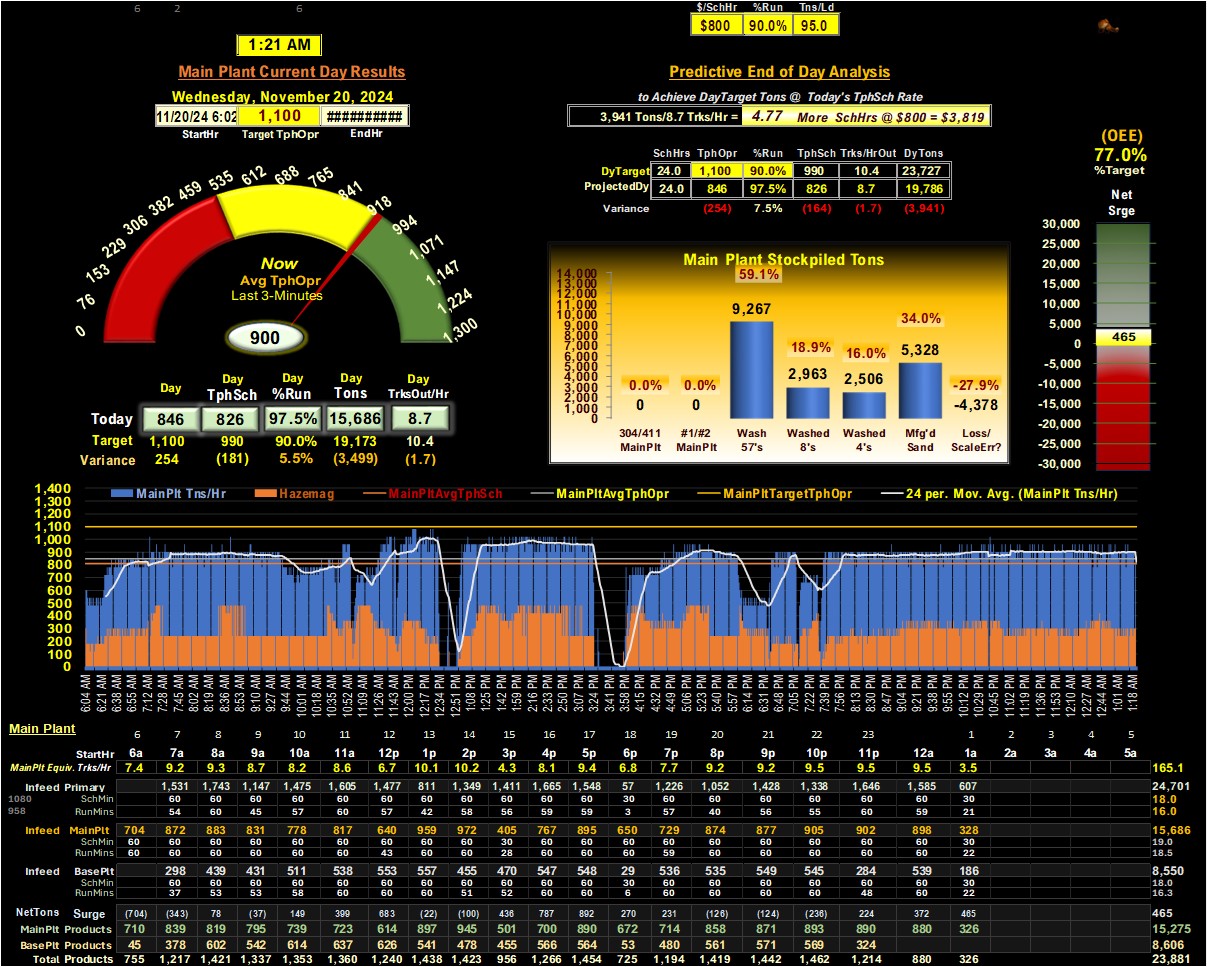 6 2 6
$/SchHr %Run Tns/Ld
$800 90.0% 95.0
1:21 AM
Main Plant Current Day Results
Wednesday, November 20, 2024
11/20/24 6:02 1,100 ##########
StartHr Target TphOpr EndHr
Predictive End of Day Analysis
to Achieve DayTarget Tons @ Today's TphSch Rate
3,941 Tons/8.7 Trks/Hr = 4.77 More SchHrs @ $800 = $3,819
SchHrs TphOpr %Run TphSch Trks/HrOut DyTons
DyTarget 24.0 1,100 90.0% 990 10.4 23,727
ProjectedDy 24.0 846 97.5% 826 8.7 19,786
Variance (254) 7.5% (164) (1.7) (3,941)
(OEE)
77.0%
%Target
Net
Srge
30,000
25,000
20,000
15,000
10,000
5,000
0
-5,000
-10,000
-15,000
-20,000
-25,000
-30,000
465
0 76 153 229 306 382 459 535 612 688 765 841 918 994 1,071 1,147 1,224 1,300
Now
Avg TphOpr
Last 3-Minutes
900
Day Day TphSch Day %Run Day Tons Day TrksOut/Hr
Today 846 826 97.5% 15,686 8.7
Target 1,100 990 90.0% 19,173 10.4
Variance 254 (181) 5.5% (3,499) (1.7)
Main Plant Stockpiled Tons
14,000
13,000
12,000
11,000
10,000
9,000
8,000
7,000
6,000
5,000
4,000
3,000
2,000
1,000
0
0.0% 0.0% 59.1% 18.9% 16.0% 34.0% -27.9%
0 0 9,267 2,963 2,506 5,328 -4,378
304/411 #1/#2 Wash Washed Washed Mfg'd Loss/
MainPlt MainPlt 57's 8's 4's Sand ScaleErr?
MainPlt Tns/Hr Hazemag MainPltAvgTphSch MainPltAvgTphOpr MainPltTargetTphOpr 24 per. Mov. Avg. (MainPlt Tns/Hr)
1,400
1,300
1,200
1,100
1,000
900
800
700
600
500
400
300
200
100
0
6:04 AM 6:21 AM 6:38 AM 6:55 AM 7:12 AM 7:28 AM 7:45 AM 8:02 AM 8:19 AM 8:36 AM 8:53 AM 9:10 AM 9:27 AM 9:44 AM 10:01 AM 10:18 AM 10:35 AM 10:52 AM 11:09 AM 11:26 AM 11:43 AM 12:00 PM 12:17 PM 12:34 PM 12:51 PM 1:08 PM 1:25 PM 1:42 PM 1:59 PM 2:16 PM 2:33 PM 2:50 PM 3:07 PM 3:24 PM 3:41 PM 3:58 PM 4:15 PM 4:32 PM 4:49 PM 5:06 PM 5:23 PM 5:40 PM 5:57 PM 6:14 PM 6:31 PM 6:48 PM 7:05 PM 7:22 PM 7:39 PM 7:56 PM 8:13 PM 8:30 PM 8:47 PM 9:04 PM 9:21 PM 9:38 PM 9:55 PM 10:12 PM 10:29 PM 10:45 PM 11:02 PM 11:19 PM 11:36 PM 11:53 PM 12:10 AM 12:27 AM 12:44 AM 1:01 AM 1:18 AM
Main Plant 6 7 8 9 10 11 12 13 14 15 16 17 18 19 20 21 22 23 1 2 3 4 5
StartHr 6a 7a 8a 9a 10a 11a 12p 1p 2p 3p 4p 5p 6p 7p 8p 9p 10p 11p 12a 1a 2a 3a 4a 5a
MainPlt Equiv. Trks/Hr 7.4 9.2 9.3 8.7 8.2 8.6 6.7 10.1 10.2 4.3 8.1 9.4 6.8 7.7 9.2 9.2 9.5 9.5 9.5 3.5 165.1
Infeed Primary 1,531 1,743 1,147 1,475 1,605 1,477 811 1,349 1,411 1,665 1,548 57 1,226 1,052 1,428 1,338 1,646 1,585 607 24,701
1080 SchMin 60 60 60 60 60 60 60 60 60 60 60 30 60 60 60 60 60 60 30 18.0
958 RunMins 54 60 45 57 60 57 42 58 56 59 59 3 57 40 56 56 55 60 21 16.0
Infeed MainPlt 704 872 883 831 778 817 640 959 972 405 767 895 650 729 874 877 905 902 898 328 15,686
SchMin 60 60 60 60 60 60 60 60 60 30 60 60 60 60 60 60 60 60 60 30 19.0
RunMins 60 60 60 60 60 60 43 60 60 28 60 60 60 59 60 60 60 60 60 22 18.5
Infeed BasePlt 298 439 431 511 538 553 557 455 470 547 548 29 536 535 549 545 284 539 186 8,550
SchMin 60 60 60 60 60 60 60 60 60 60 60 30 60 60 60 60 60 60 30 18.0
RunMins 37 53 53 58 60 60 60 51 52 60 60 6 60 60 60 60 48 60 22 16.3
NetTons Surge (704) (343) 78 (37) 149 399 683 (22) (100) 436 787 892 270 231 (126) (124) (236) 224 372 465 465
MainPlt Products 710 839 819 795 739 723 614 897 945 501 700 890 672 714 858 871 893 890 880 326 15,275
BasePlt Products 45 378 602 542 614 637 626 541 478 455 566 564 53 480 561 571 569 324 8,606
Total Products 755 1,217 1,421 1,337 1,353 1,360 1,240 1,438 1,423 956 1,266 1,454 725 1,194 1,419 1,442 1,462 1,214 880 326 23,881